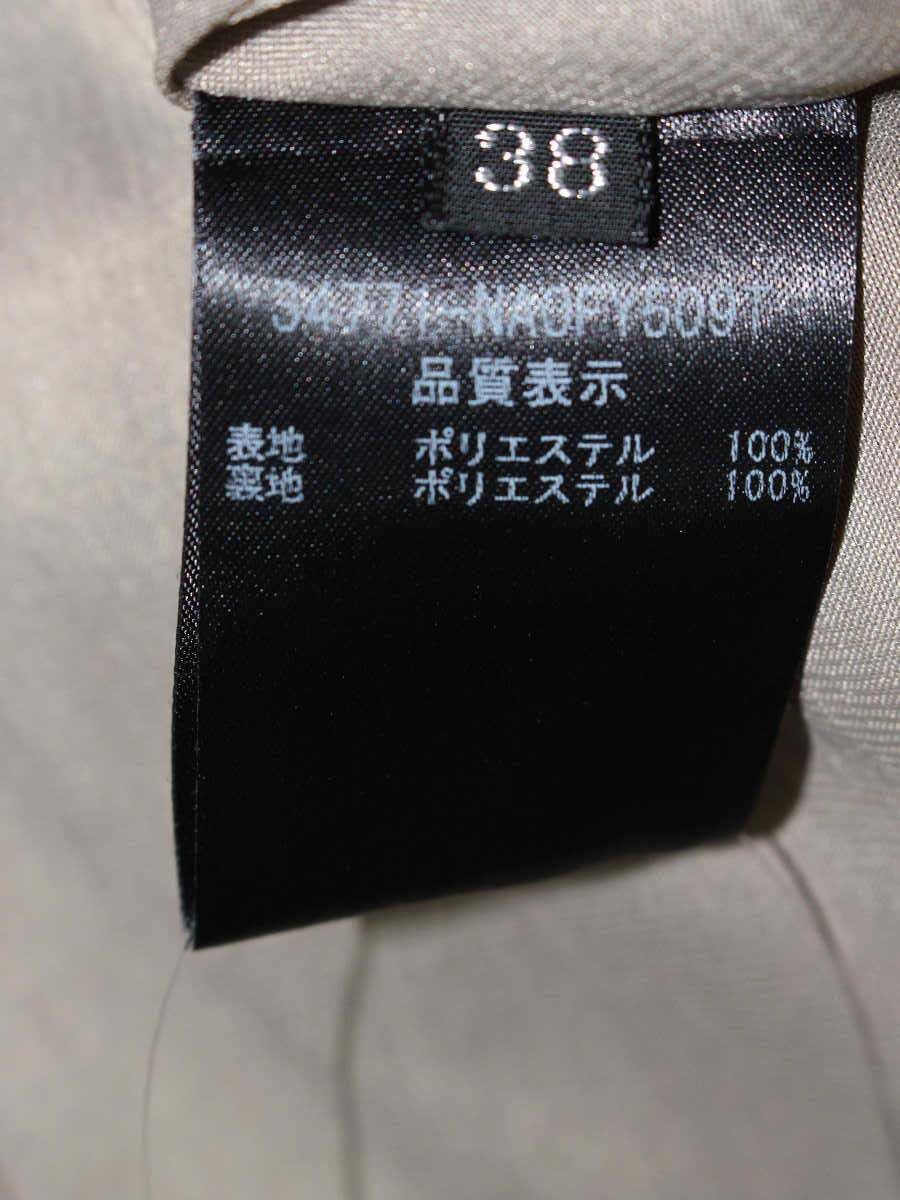 38
34771-NAOPY509T
品質表示
表地 ポリエステル 100%
裏地 ポリエステル 100%